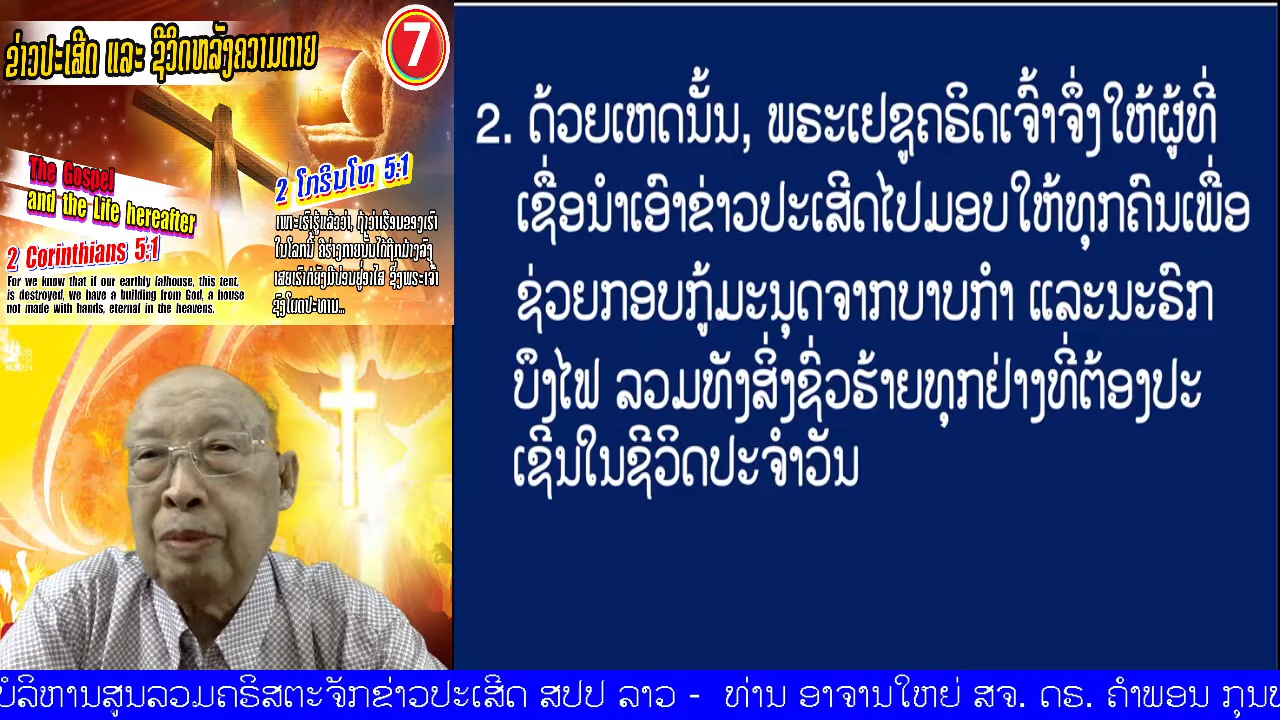 ຂ່າວປະເສີດ ແລະ ຊີວິດຫລັງຄວາມຕາຍ
7
The Gospel
and the Life hereafter
2 Corinthians 5:1
For we know that if our earthly
house, this tent,
is destroyed, we have a building from God, a house
not made with hands, eternal in the heavens.
2 ໂກຣິນໂທ 5:1
2. ດ້ວຍເຫດນັ້ນ, ພຣະເຢຊູຄຣິດເຈົ້າຈຶ່ງໃຫ້ຜູ້ທີ່
ເຊື່ອນຳເອົາຂ່າວປະເສີດໄປມອບໃຫ້ທຸກຄົນເພື່ອ
ຊ່ວຍກອບກູ້ມະນຸດຈາກບາບກຳ ແລະນະຣົກ
ບຶງໄຟ ລວມທັງສິ່ງຊົ່ວຮ້າຍທຸກຢ່າງທີ່ຕ້ອງປະ
ເຊີນໃນຊີວິດປະຈຳວັນ
ບໍລິຫານສູນລວມຄຣິສຕະຈັກຂ່າວປະເສີດ ສປປ ລາວ - ທ່ານ ອາຈານໃຫຍ່ ສຈ. ດຣ. ຄຳພອນ